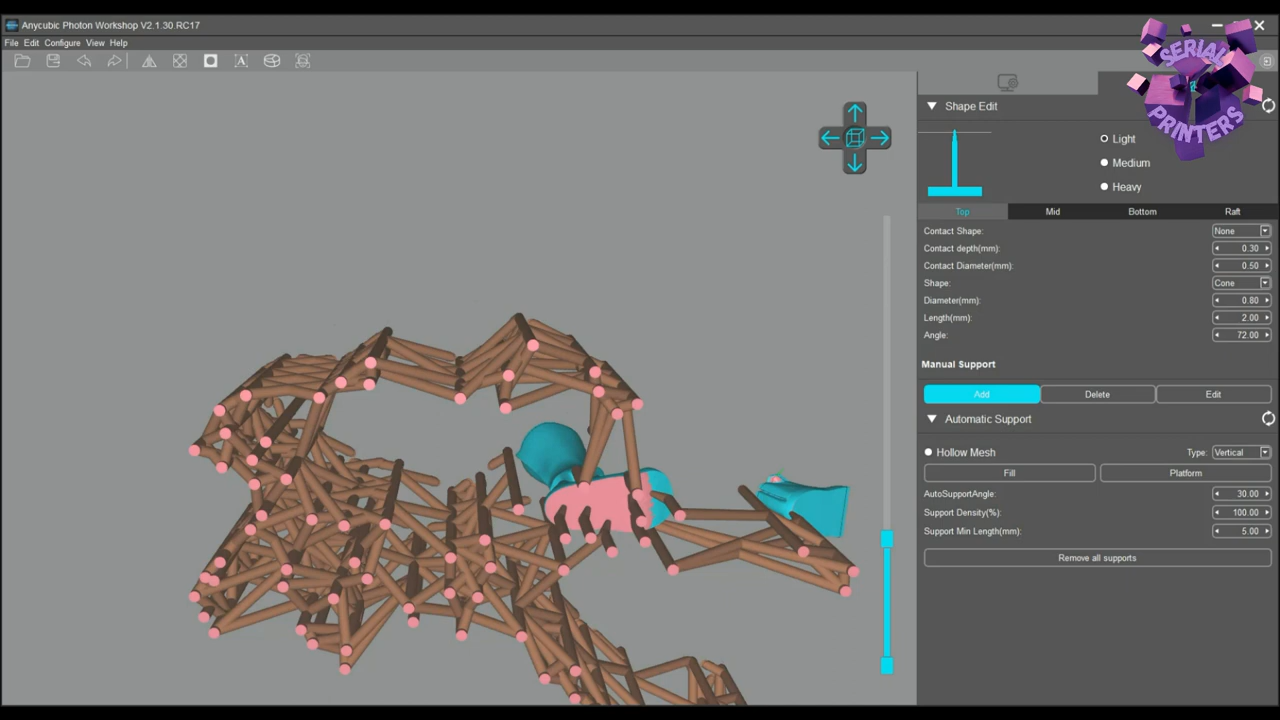 Anycubic Photon Workshop V2.1.30.RC17
File Edit Configure View Help
SERIAL
PRINTERS
Shape Edit
Light
Medium
Heavy
Top Mid Bottom Raft
Contact Shape: None
Contact depth(mm): 0.30
Contact Diameter(mm): 0.50
Shape: Cone
Diameter(mm): 0.80
Length(mm): 2.00
Angle: 72.00
Manual Support
Add Delete Edit
Automatic Support
Hollow Mesh Type: Vertical
Fill Platform
AutoSupportAngle: 30.00
Support Density(%): 100.00
Support Min Length(mm): 5.00
Remove all supports